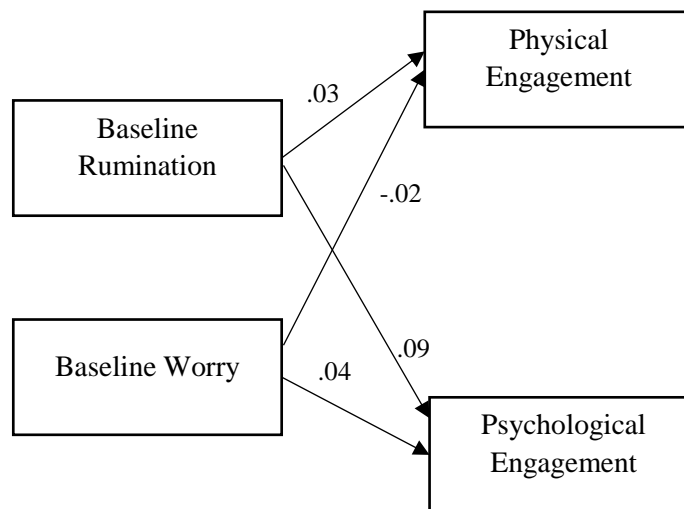 Physical
Engagement
.03
Baseline
Rumination
-.02
Baseline Worry
.04
.09
Psychological
Engagement